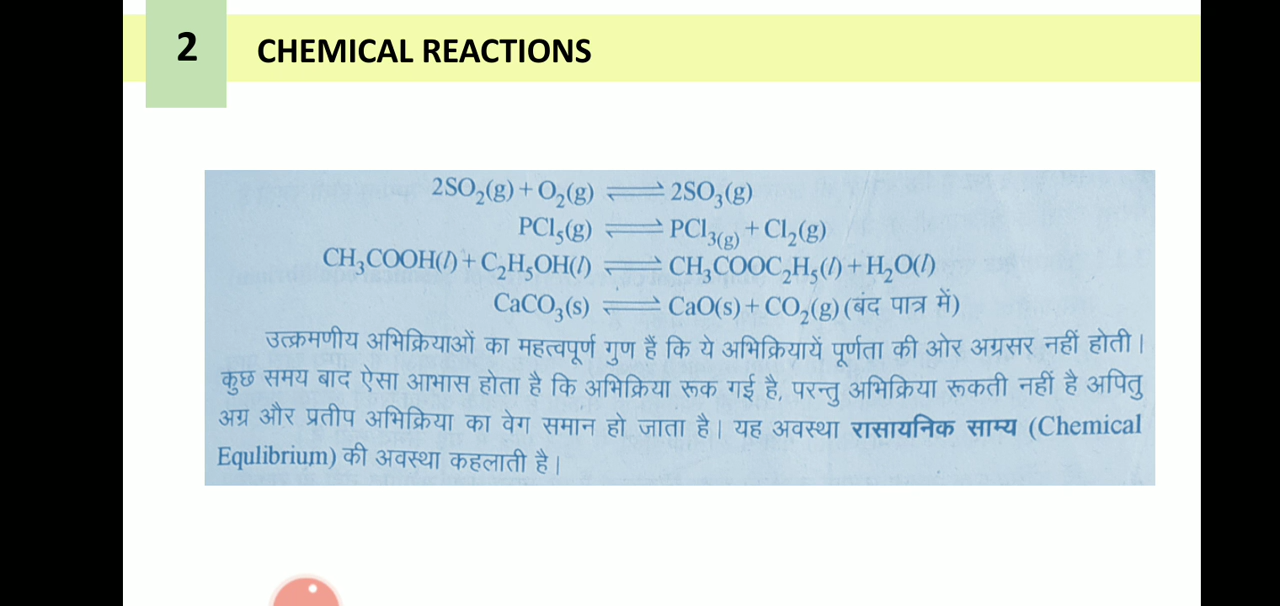 2
CHEMICAL REACTIONS
2SO₂(g) + O₂(g) ⇌ 2SO₃(g)
PCl₅(g) ⇌ PCl₃(g) + Cl₂(g)
CH₃COOH(l) + C₂H₅OH(l) ⇌ CH₃COOC₂H₅(l) + H₂O(l)
CaCO₃(s) ⇌ CaO(s) + CO₂(g) (बंद पात्र में)
उत्क्रमणीय अभिक्रियाओं का महत्वपूर्ण गुण हैं कि ये अभिक्रियायें पूर्णता की ओर अग्रसर नहीं होती।
कुछ समय बाद ऐसा आभास होता है कि अभिक्रिया रूक गई है, परन्तु अभिक्रिया रूकती नहीं है अपितु
अग्र और प्रतीप अभिक्रिया का वेग समान हो जाता है। यह अवस्था रासायनिक साम्य (Chemical
Equlibrium) की अवस्था कहलाती है।